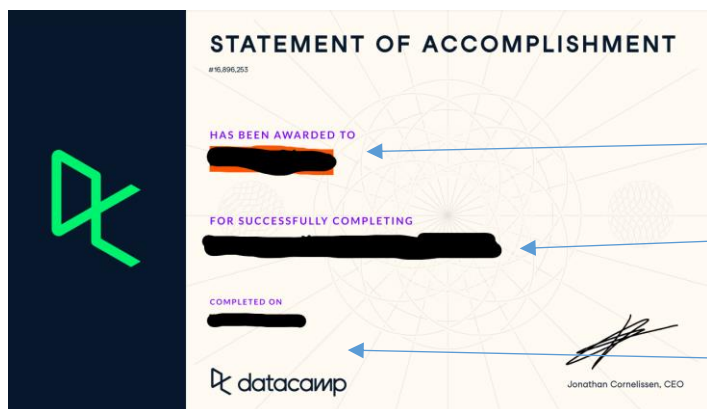 STATEMENT OF ACCOMPLISHMENT
#16,896,253
HAS BEEN AWARDED TO
FOR SUCCESSFULLY COMPLETING
COMPLETED ON
datacamp
Jonathan Cornelissen, CEO